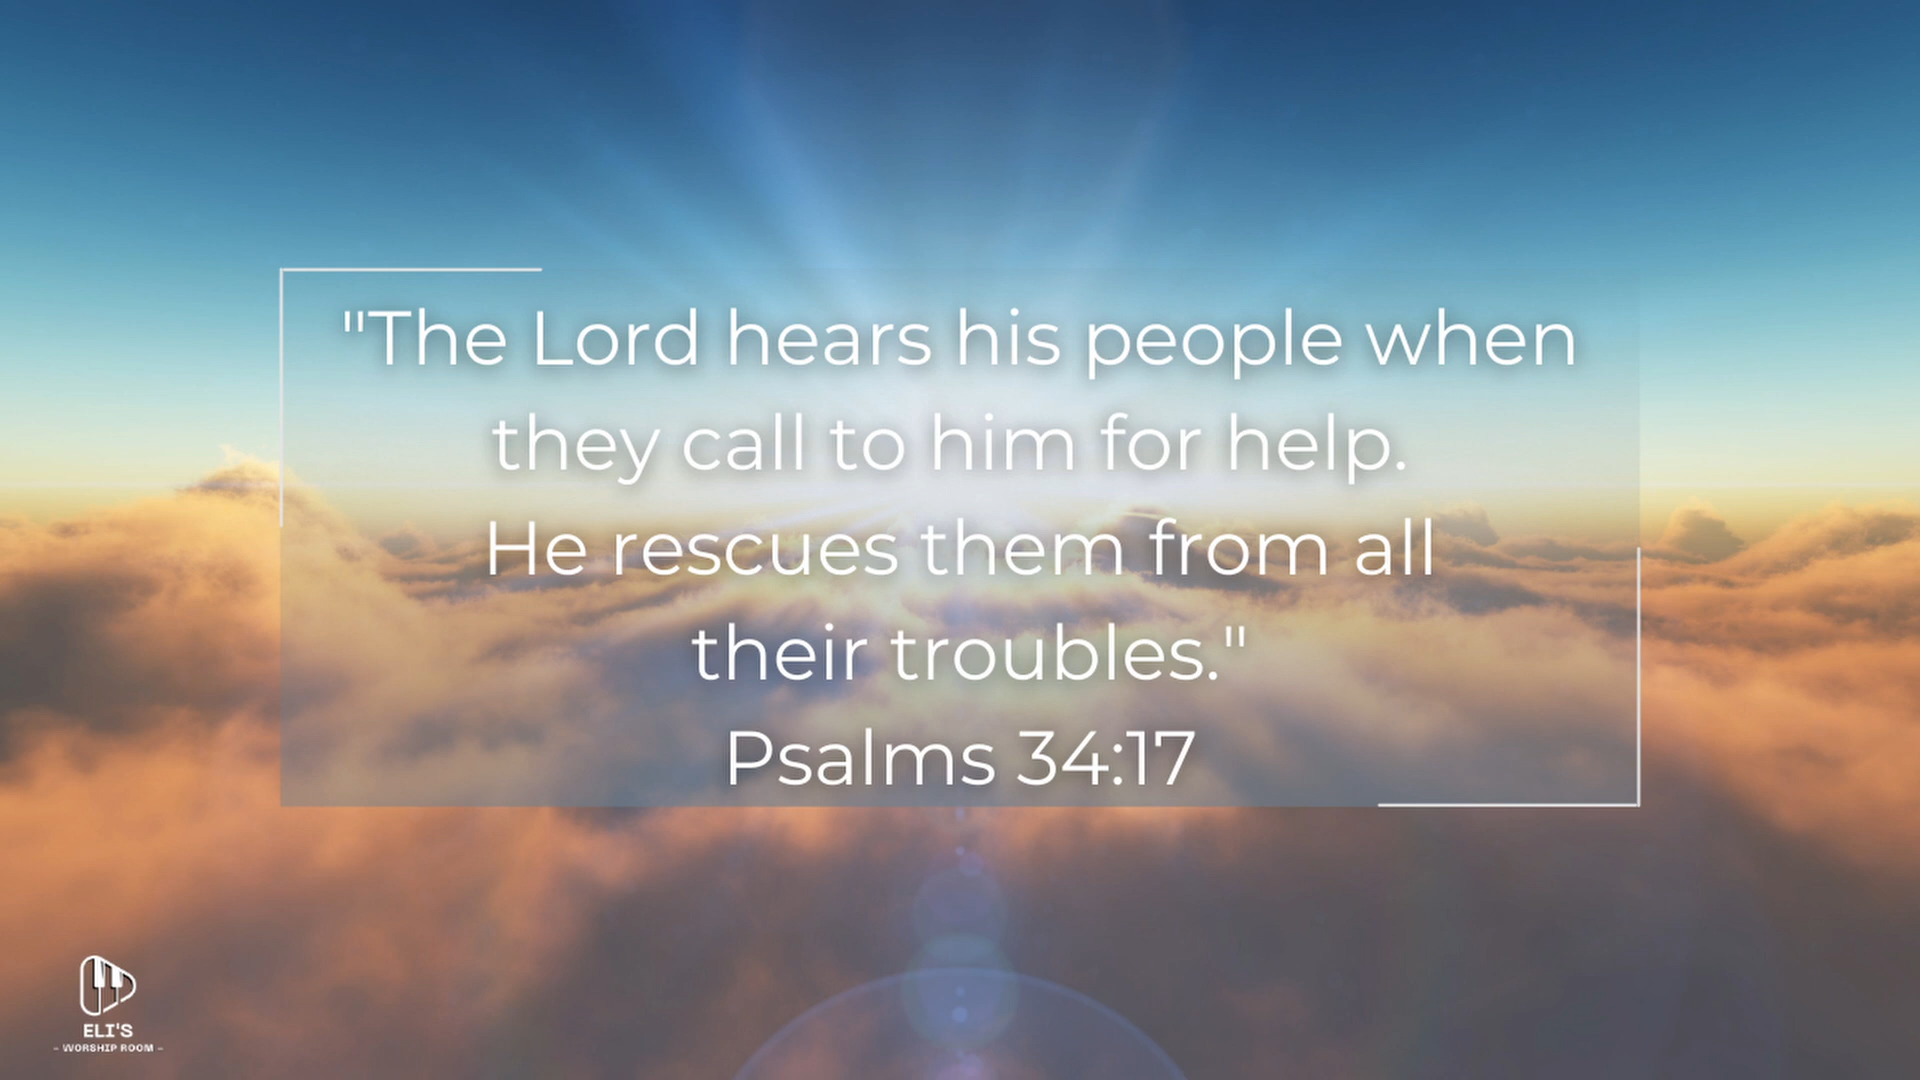 "The Lord hears his people when
they call to him for help.
He rescues them from all
their troubles."
Psalms 34:17
ELI'S
- WORSHIP ROOM -